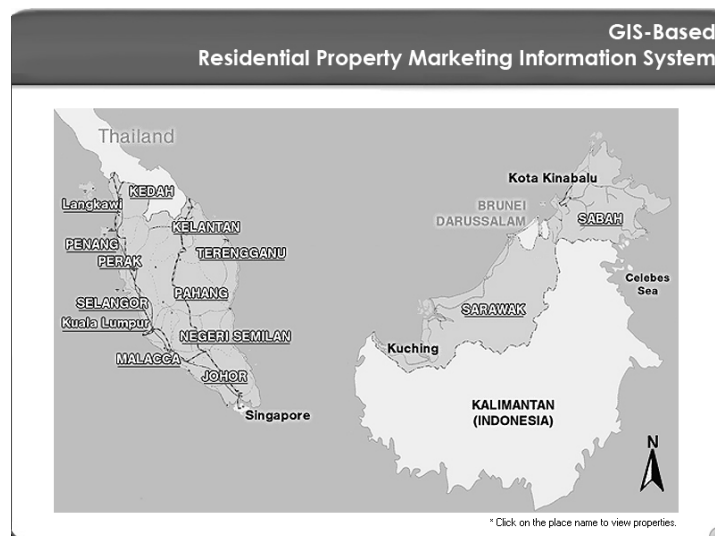 GIS-Based
Residential Property Marketing Information System
Thailand
KEDAH
Langkawi
KELANTAN
PENANG
TERENGGANU
PERAK
PAHANG
SELANGOR
Kuala Lumpur
NEGERI SEMILAN
MALACCA
JOHOR
Singapore
Kota Kinabalu
BRUNEI
DARUSSALAM
SABAH
Celebes
Sea
SARAWAK
Kuching
KALIMANTAN
(INDONESIA)
N
* Click on the place name to view properties.